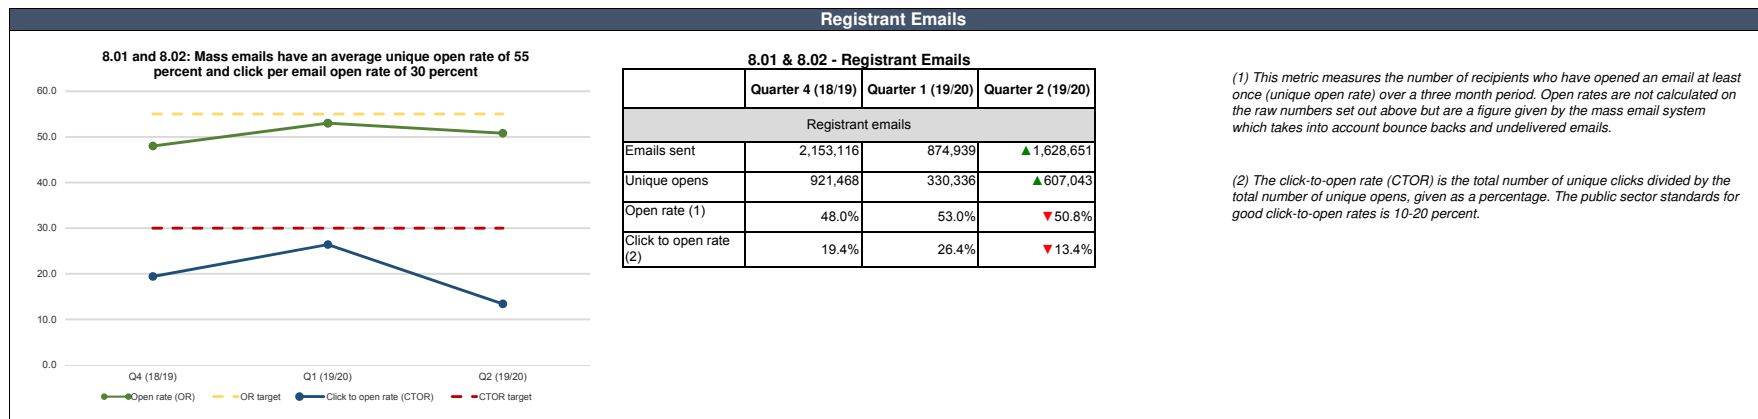 Registrant Emails
8.01 and 8.02: Mass emails have an average unique open rate of 55
percent and click per email open rate of 30 percent
60.0
50.0
40.0
30.0
20.0
10.0
0.0
Q4 (18/19)
Q1 (19/20)
Q2 (19/20)
Open rate (OR)
OR target
Click to open rate (CTOR)
CTOR target
8.01 & 8.02 - Registrant Emails
Quarter 4 (18/19) Quarter 1 (19/20) Quarter 2 (19/20)
Registrant emails
Emails sent 2,153,116 874,939 ▲1,628,651
Unique opens 921,468 330,336 ▲607,043
Open rate (1) 48.0% 53.0% ▼50.8%
Click to open rate
(2) 19.4% 26.4% ▼13.4%
(1) This metric measures the number of recipients who have opened an email at least
once (unique open rate) over a three month period. Open rates are not calculated on
the raw numbers set out above but are a figure given by the mass email system
which takes into account bounce backs and undelivered emails.
(2) The click-to-open rate (CTOR) is the total number of unique clicks divided by the
total number of unique opens, given as a percentage. The public sector standards for
good click-to-open rates is 10-20 percent.